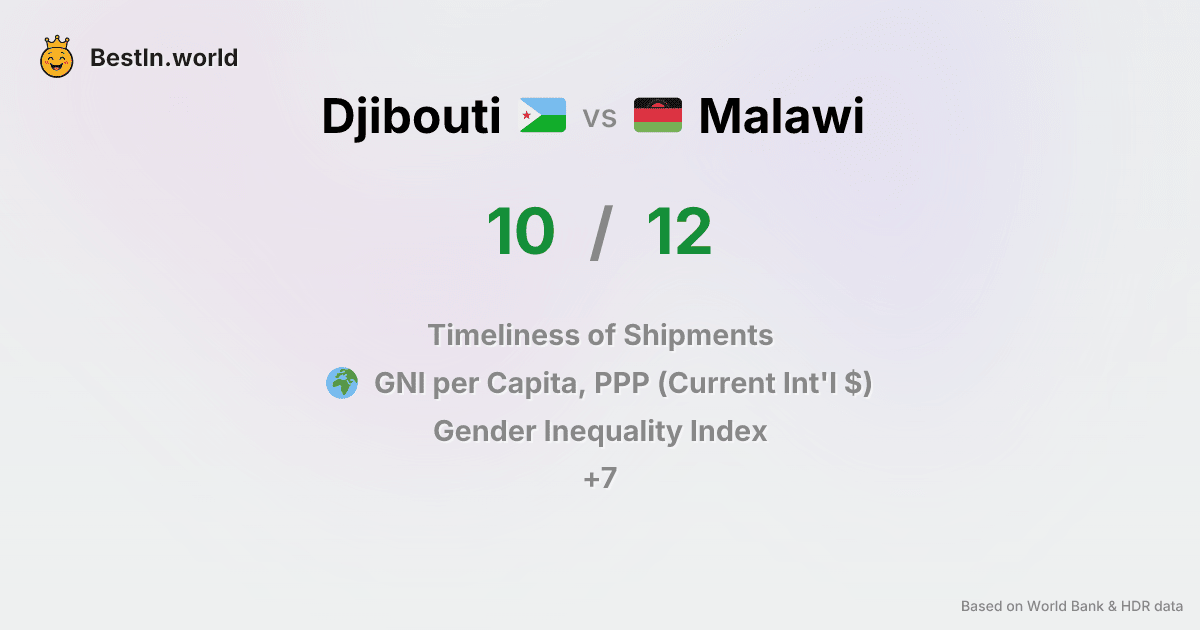 BestIn.world
Djibouti vs Malawi
10 / 12
Timeliness of Shipments
GNI per Capita, PPP (Current Int'l $)
Gender Inequality Index
+7
Based on World Bank & HDR data